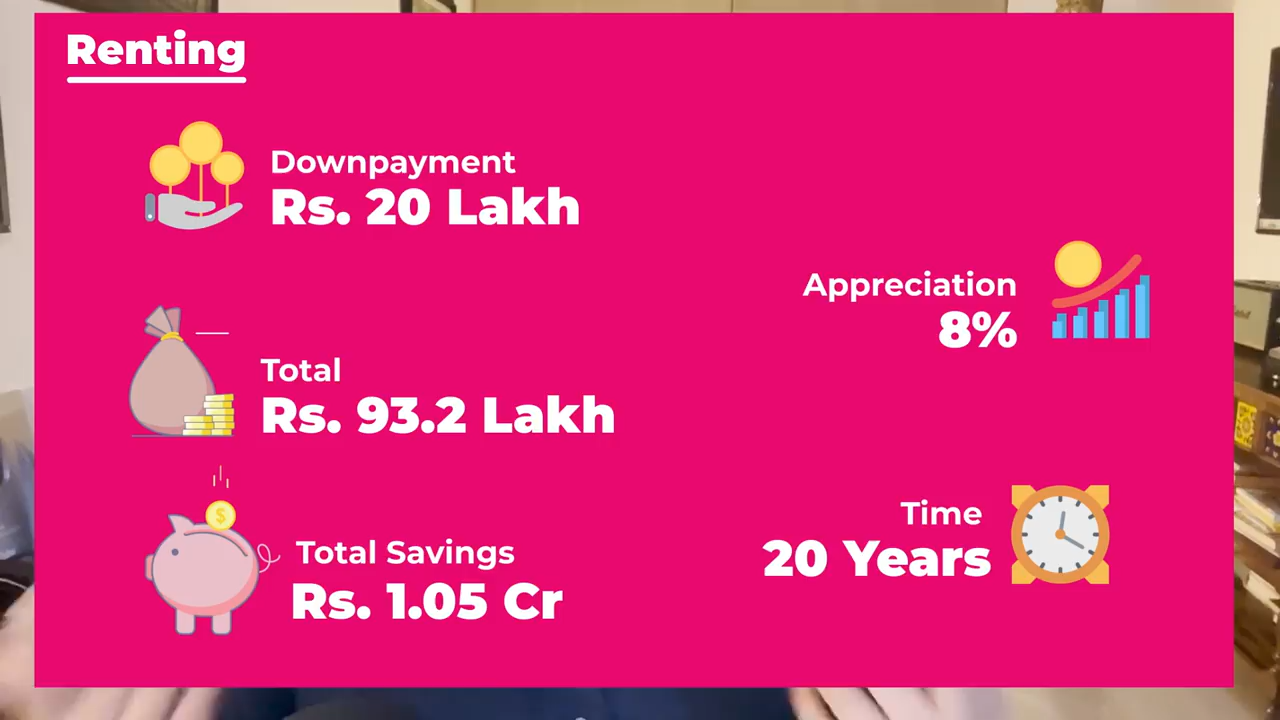 Renting
Downpayment
Rs. 20 Lakh
Appreciation
8%
Total
Rs. 93.2 Lakh
Time
20 Years
Total Savings
Rs. 1.05 Cr
$